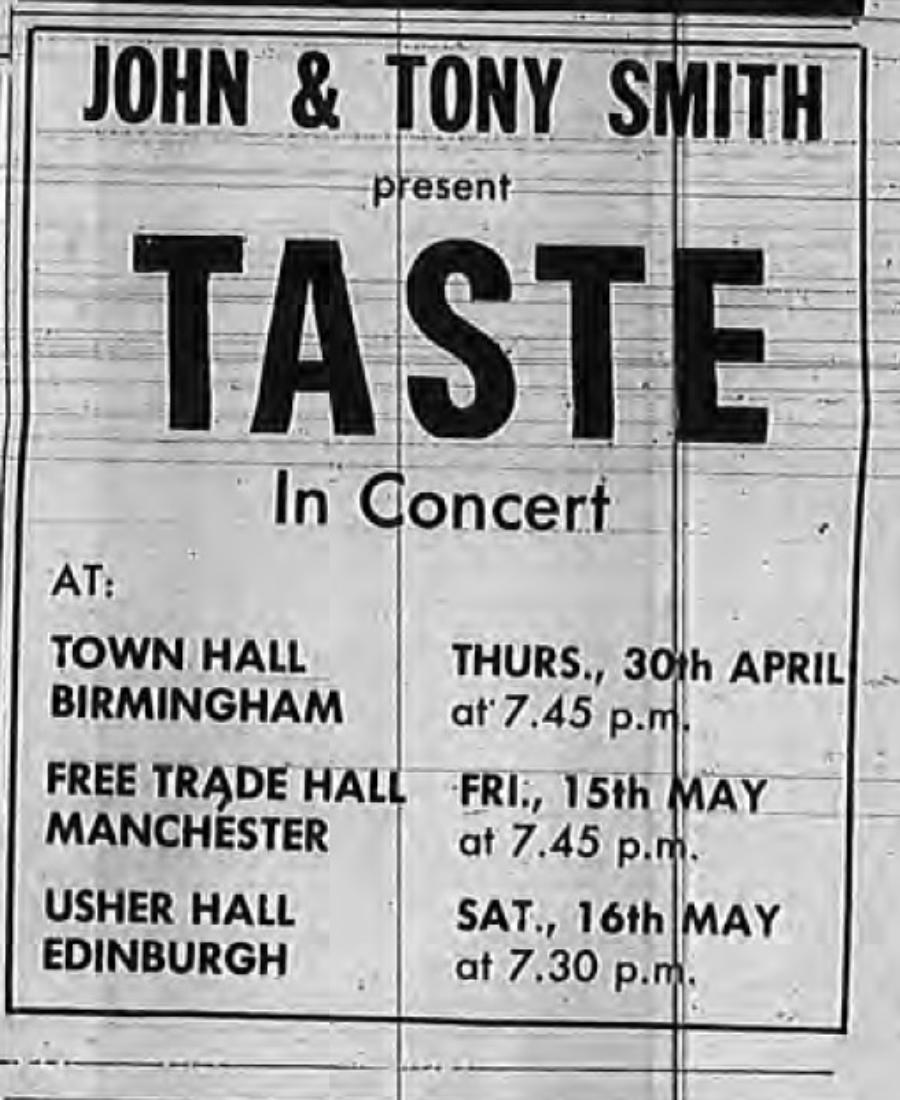 JOHN & TONY SMITH
present
TASTE
In Concert
AT:
TOWN HALL
BIRMINGHAM
THURS., 30th APRIL
at 7.45 p.m.
FREE TRADE HALL
MANCHESTER
FRI., 15th MAY
at 7.45 p.m.
USHER HALL
EDINBURGH
SAT., 16th MAY
at 7.30 p.m.